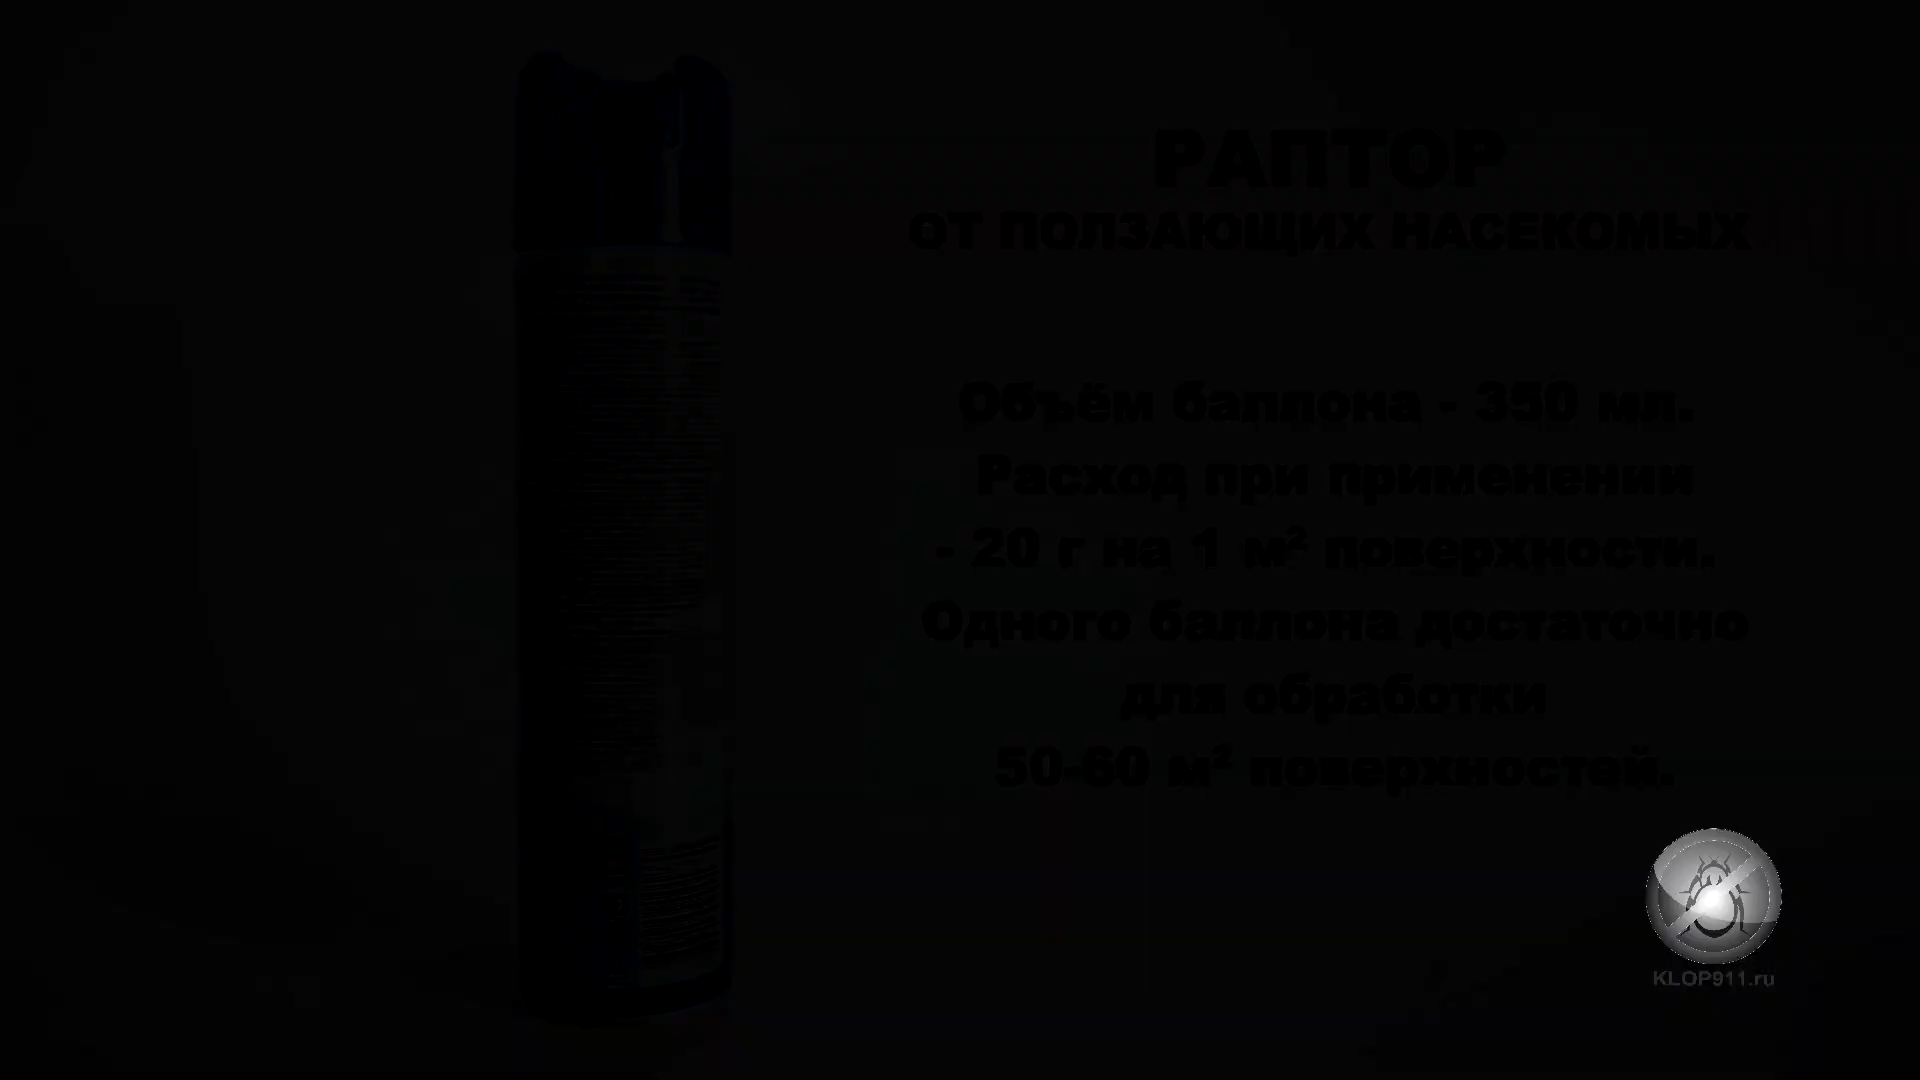 РАПТОР
ОТ ПОЛЗАЮЩИХ НАСЕКОМЫХ
Объём баллона - 350 мл.
Расход при применении
- 20 г на 1 м² поверхности.
Одного баллона достаточно
для обработки
50-60 м² поверхностей.
KLOP911.ru